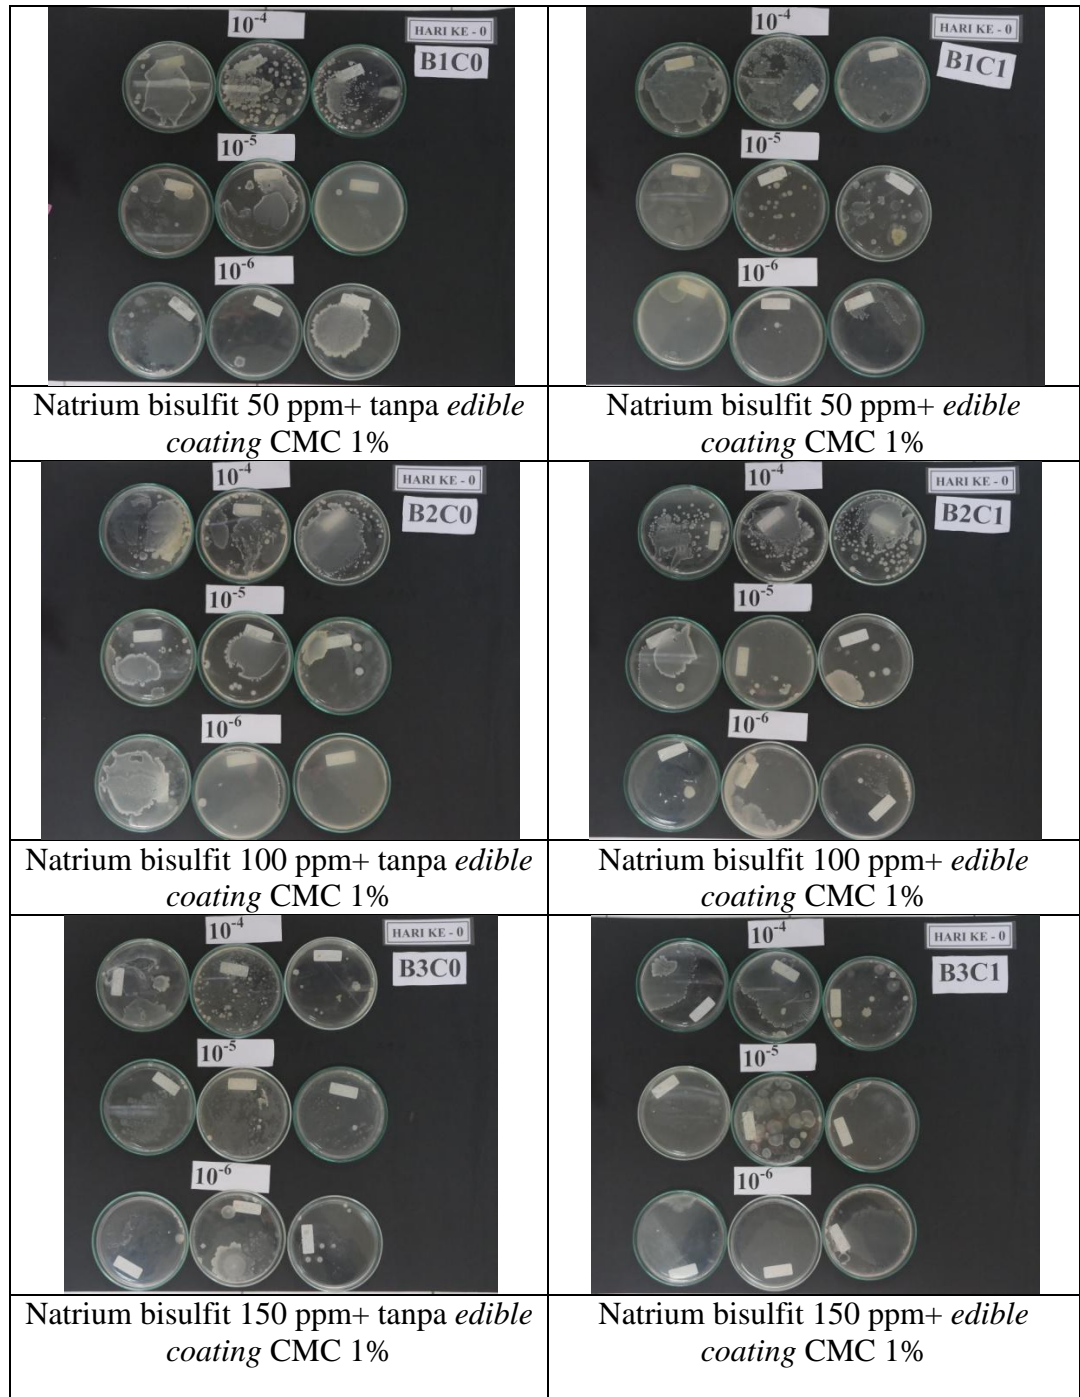 10-4
HARI KE - 0
B1C0
10-5
10-6
10-4
HARI KE - 0
B1C1
10-5
10-6
Natrium bisulfit 50 ppm+ tanpa edible
coating CMC 1%
Natrium bisulfit 50 ppm+ edible
coating CMC 1%
10-4
HARI KE - 0
B2C0
10-5
10-6
10-4
HARI KE - 0
B2C1
10-5
10-6
Natrium bisulfit 100 ppm+ tanpa edible
coating CMC 1%
Natrium bisulfit 100 ppm+ edible
coating CMC 1%
10-4
HARI KE - 0
B3C0
10-5
10-6
10-4
HARI KE - 0
B3C1
10-5
10-6
Natrium bisulfit 150 ppm+ tanpa edible
coating CMC 1%
Natrium bisulfit 150 ppm+ edible
coating CMC 1%